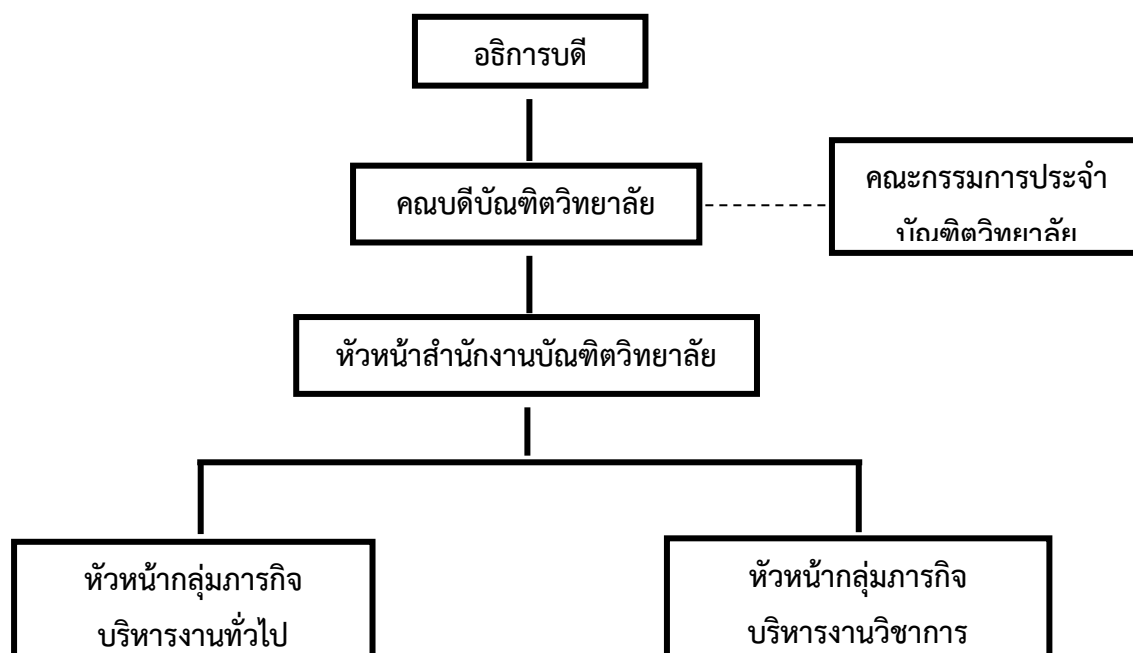 อธิการบดี
คณบดีบัณฑิตวิทยาลัย
คณะกรรมการประจำ
บัณฑิตวิทยาลัย
หัวหน้าสำนักงานบัณฑิตวิทยาลัย
หัวหน้ากลุ่มภารกิจ
บริหารงานทั่วไป
หัวหน้ากลุ่มภารกิจ
บริหารงานวิชาการ